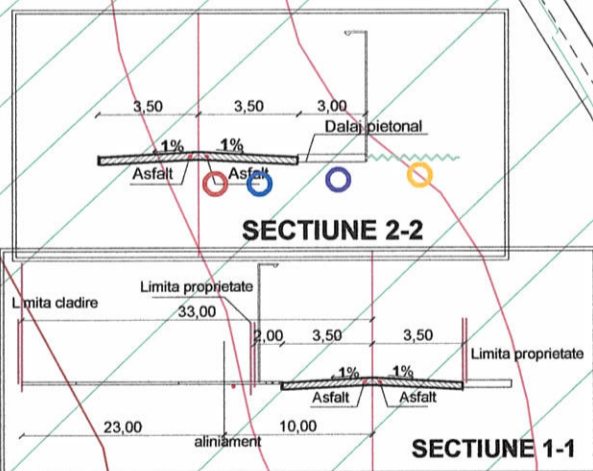 3,50 3,50 3,00
Dalaj pietonal
1% 1%
Asfalt Asfalt
SECTIUNE 2-2
Limita cladire
Limita proprietate
33,00
2,00 3,50 3,50
Limita proprietate
1% 1%
Asfalt Asfalt
23,00 10,00
aliniament
SECTIUNE 1-1